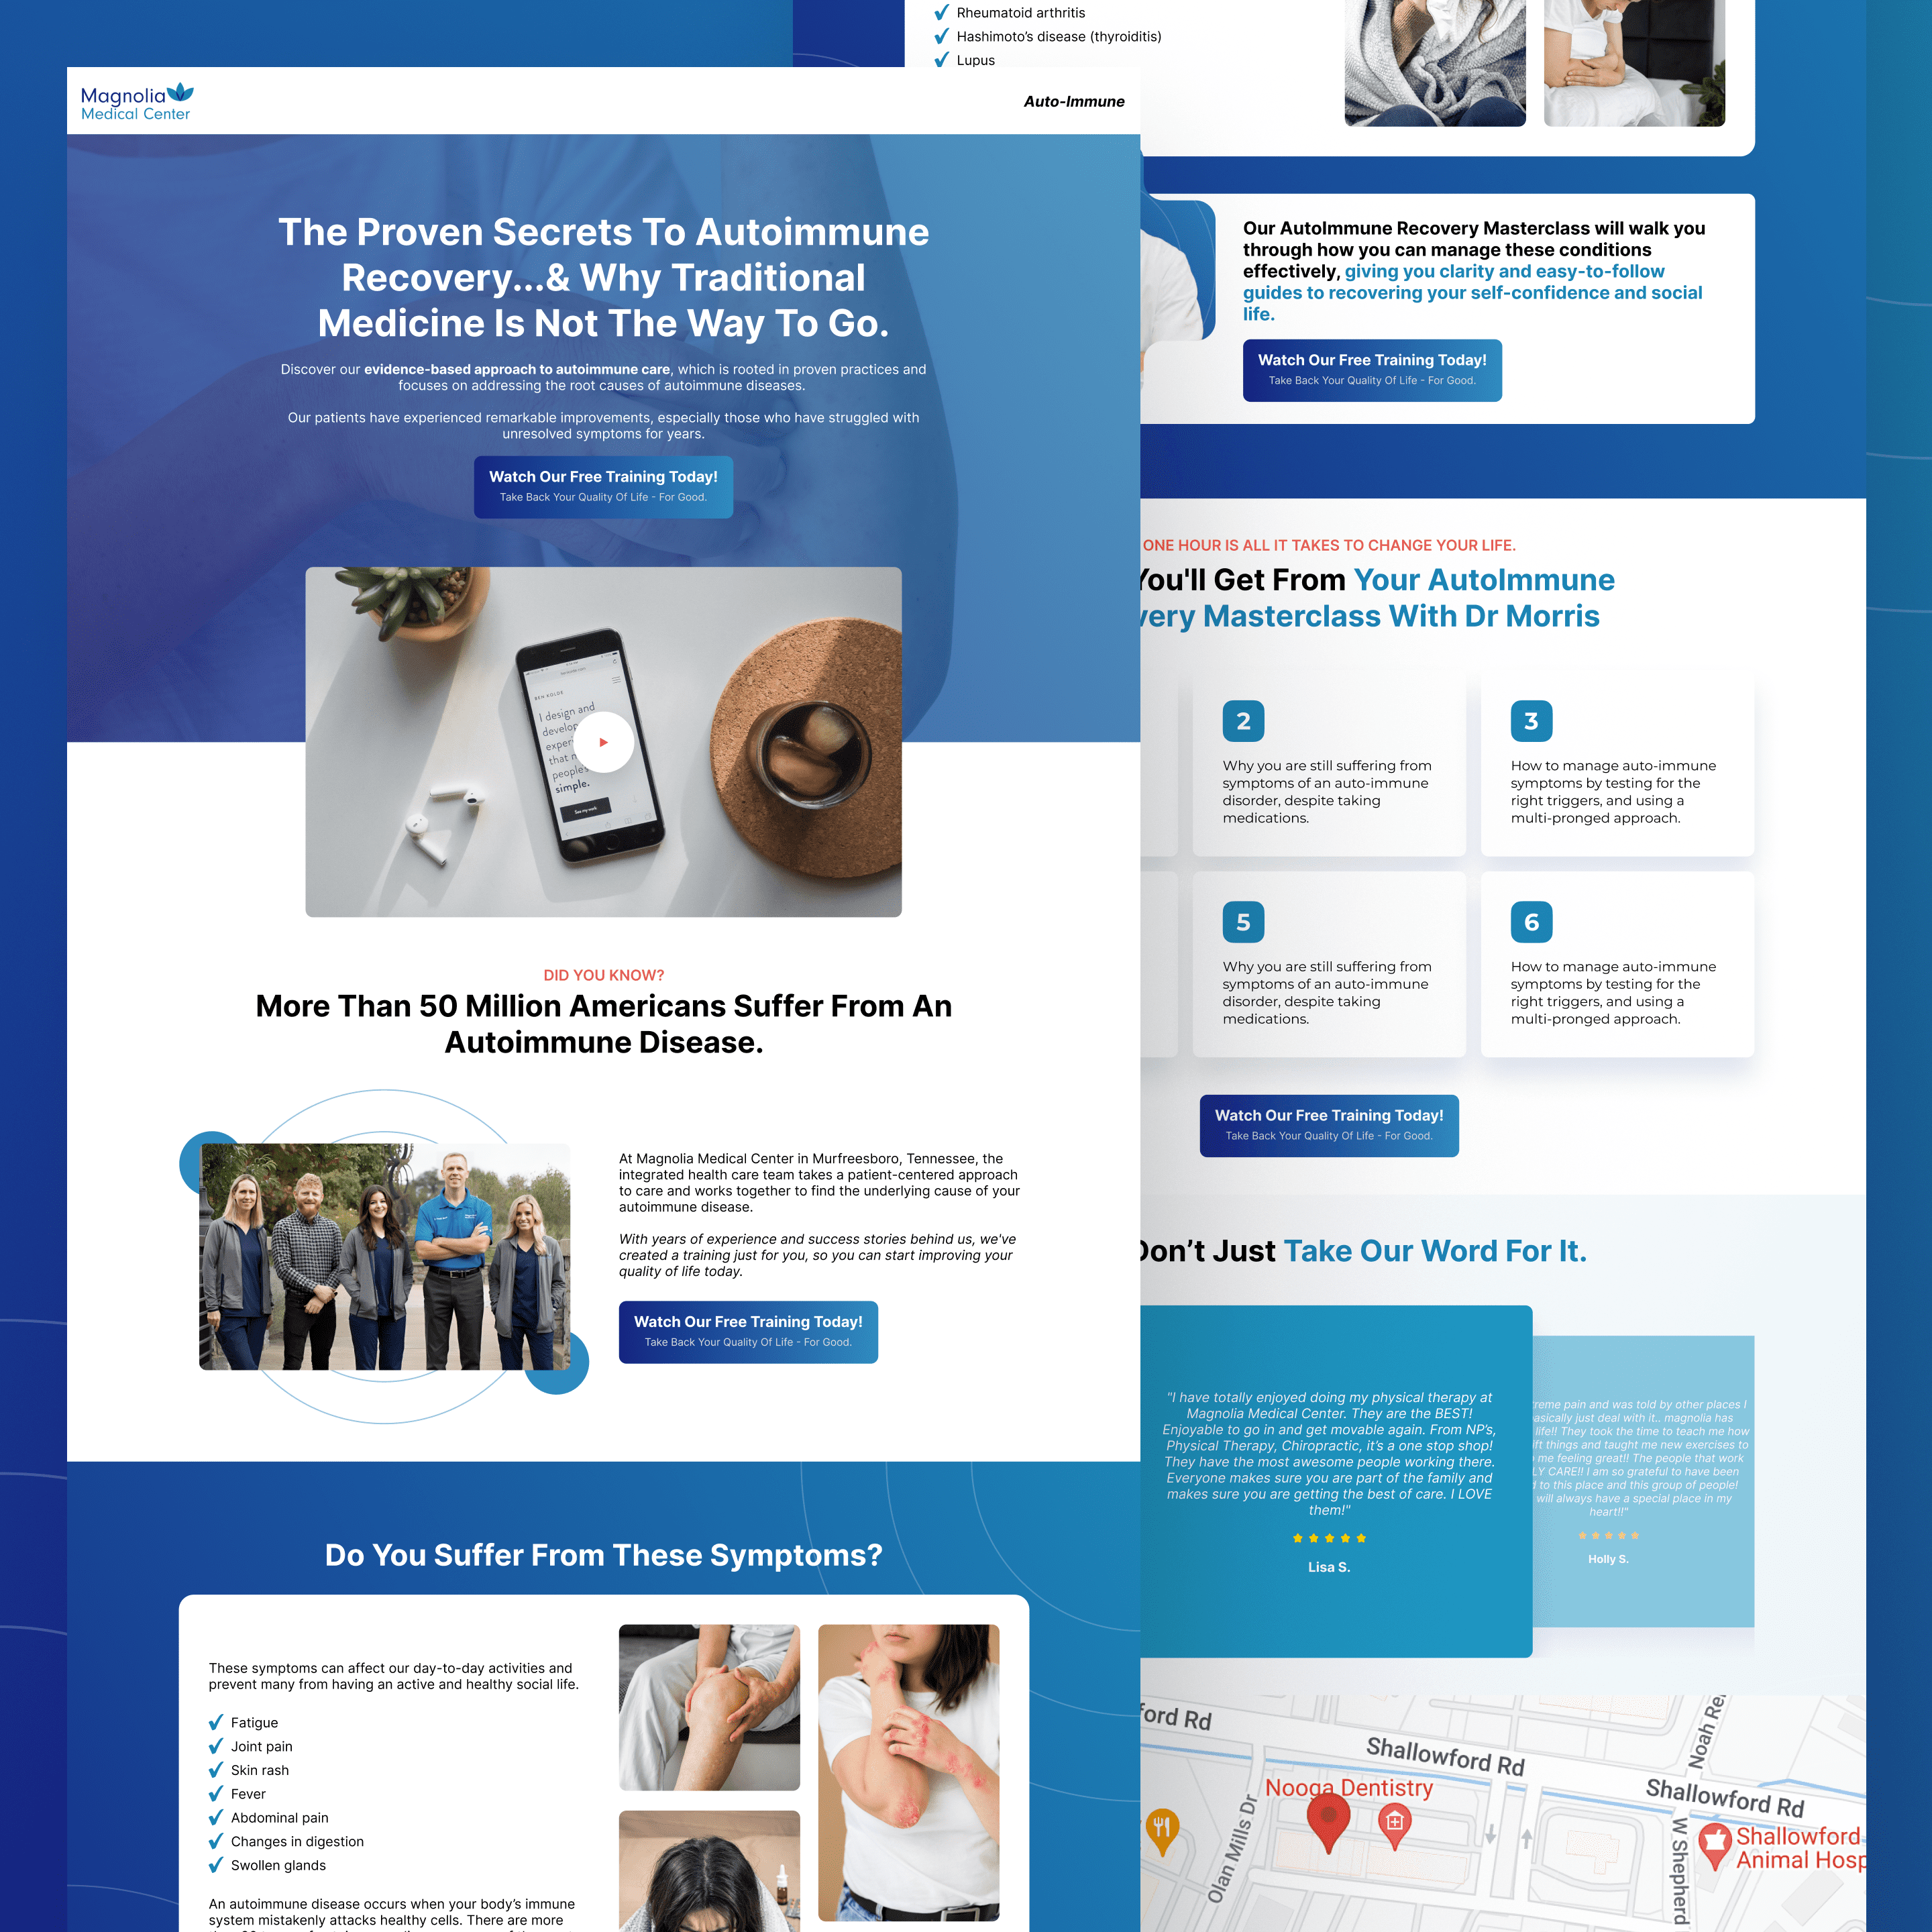 Magnolia
Medical Center
Auto-Immune
The Proven Secrets To Autoimmune
Recovery...& Why Traditional
Medicine Is Not The Way To Go.
Discover our evidence-based approach to autoimmune care, which is rooted in proven practices and
focuses on addressing the root causes of autoimmune diseases.
Our patients have experienced remarkable improvements, especially those who have struggled with
unresolved symptoms for years.
Watch Our Free Training Today!
Take Back Your Quality Of Life - For Good.
BEN KOLDE
I design and
simple.
See my work
DID YOU KNOW?
More Than 50 Million Americans Suffer From An
Autoimmune Disease.
At Magnolia Medical Center in Murfreesboro, Tennessee, the
integrated health care team takes a patient-centered approach
to care and works together to find the underlying cause of your
autoimmune disease.
With years of experience and success stories behind us, we've
created a training just for you, so you can start improving your
quality of life today.
Watch Our Free Training Today!
Take Back Your Quality Of Life - For Good.
Do You Suffer From These Symptoms?
These symptoms can affect our day-to-day activities and
prevent many from having an active and healthy social life.
Fatigue
Joint pain
Skin rash
Fever
Abdominal pain
Changes in digestion
Swollen glands
An autoimmune disease occurs when your body's immune
system mistakenly attacks healthy cells. There are more
Rheumatoid arthritis
Hashimoto's disease (thyroiditis)
Lupus
Our AutoImmune Recovery Masterclass will walk you
through how you can manage these conditions
effectively, giving you clarity and easy-to-follow
guides to recovering your self-confidence and social
life.
Watch Our Free Training Today!
Take Back Your Quality Of Life - For Good.
ONE HOUR IS ALL IT TAKES TO CHANGE YOUR LIFE.
You'll Get From Your AutoImmune
very Masterclass With Dr Morris
2
Why you are still suffering from
symptoms of an auto-immune
disorder, despite taking
medications.
3
How to manage auto-immune
symptoms by testing for the
right triggers, and using a
multi-pronged approach.
5
Why you are still suffering from
symptoms of an auto-immune
disorder, despite taking
medications.
6
How to manage auto-immune
symptoms by testing for the
right triggers, and using a
multi-pronged approach.
Watch Our Free Training Today!
Take Back Your Quality Of Life - For Good.
Don't Just Take Our Word For It.
"I have totally enjoyed doing my physical therapy at
Magnolia Medical Center. They are the BEST!
Enjoyable to go in and get movable again. From NP's,
Physical Therapy, Chiropractic, it's a one stop shop!
They have the most awesome people working there.
Everyone makes sure you are part of the family and
makes sure you are getting the best of care. I LOVE
them!"
Lisa S.
treme pain and was told by other places I
asically just deal with it.. magnolia has
life!! They took the time to teach me how
ift things and taught me new exercises to
me feeling great!! The people that work
LY CARE!! I am so grateful to have been
d to this place and this group of people!
will always have a special place in my
heart!!"
Holly S.
ford Rd
Shallowford Rd
Noah Rei
Shallowford Rd
Nooga Dentistry
Olan Mills Dr
W Shepherd
Shallowford
Animal Hosp